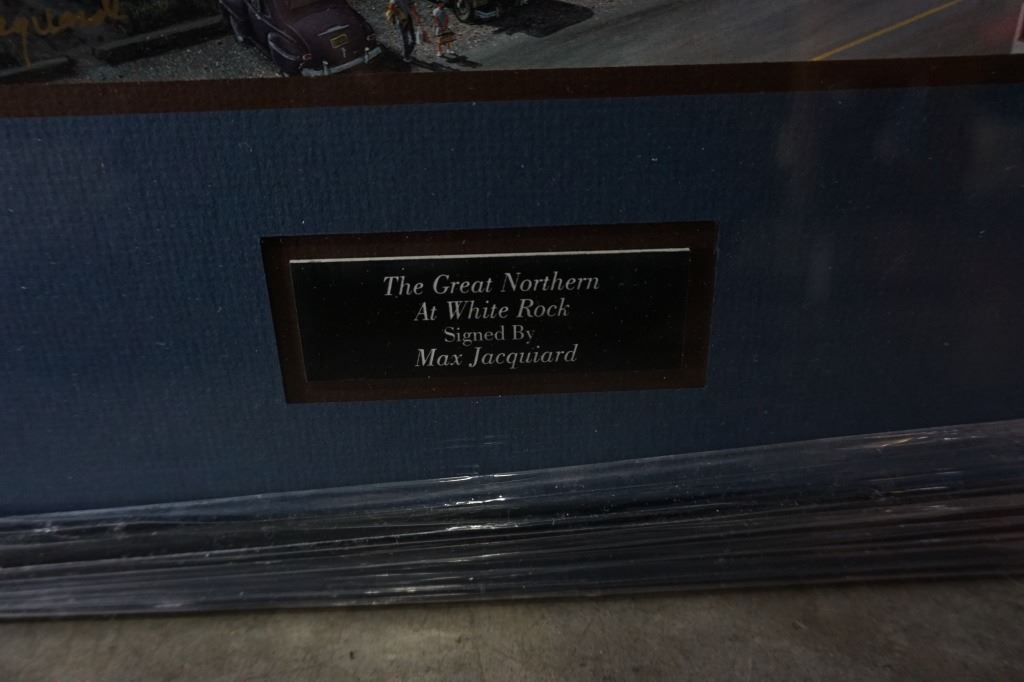 The Great Northern
At White Rock
Signed By
Max Jacquiard